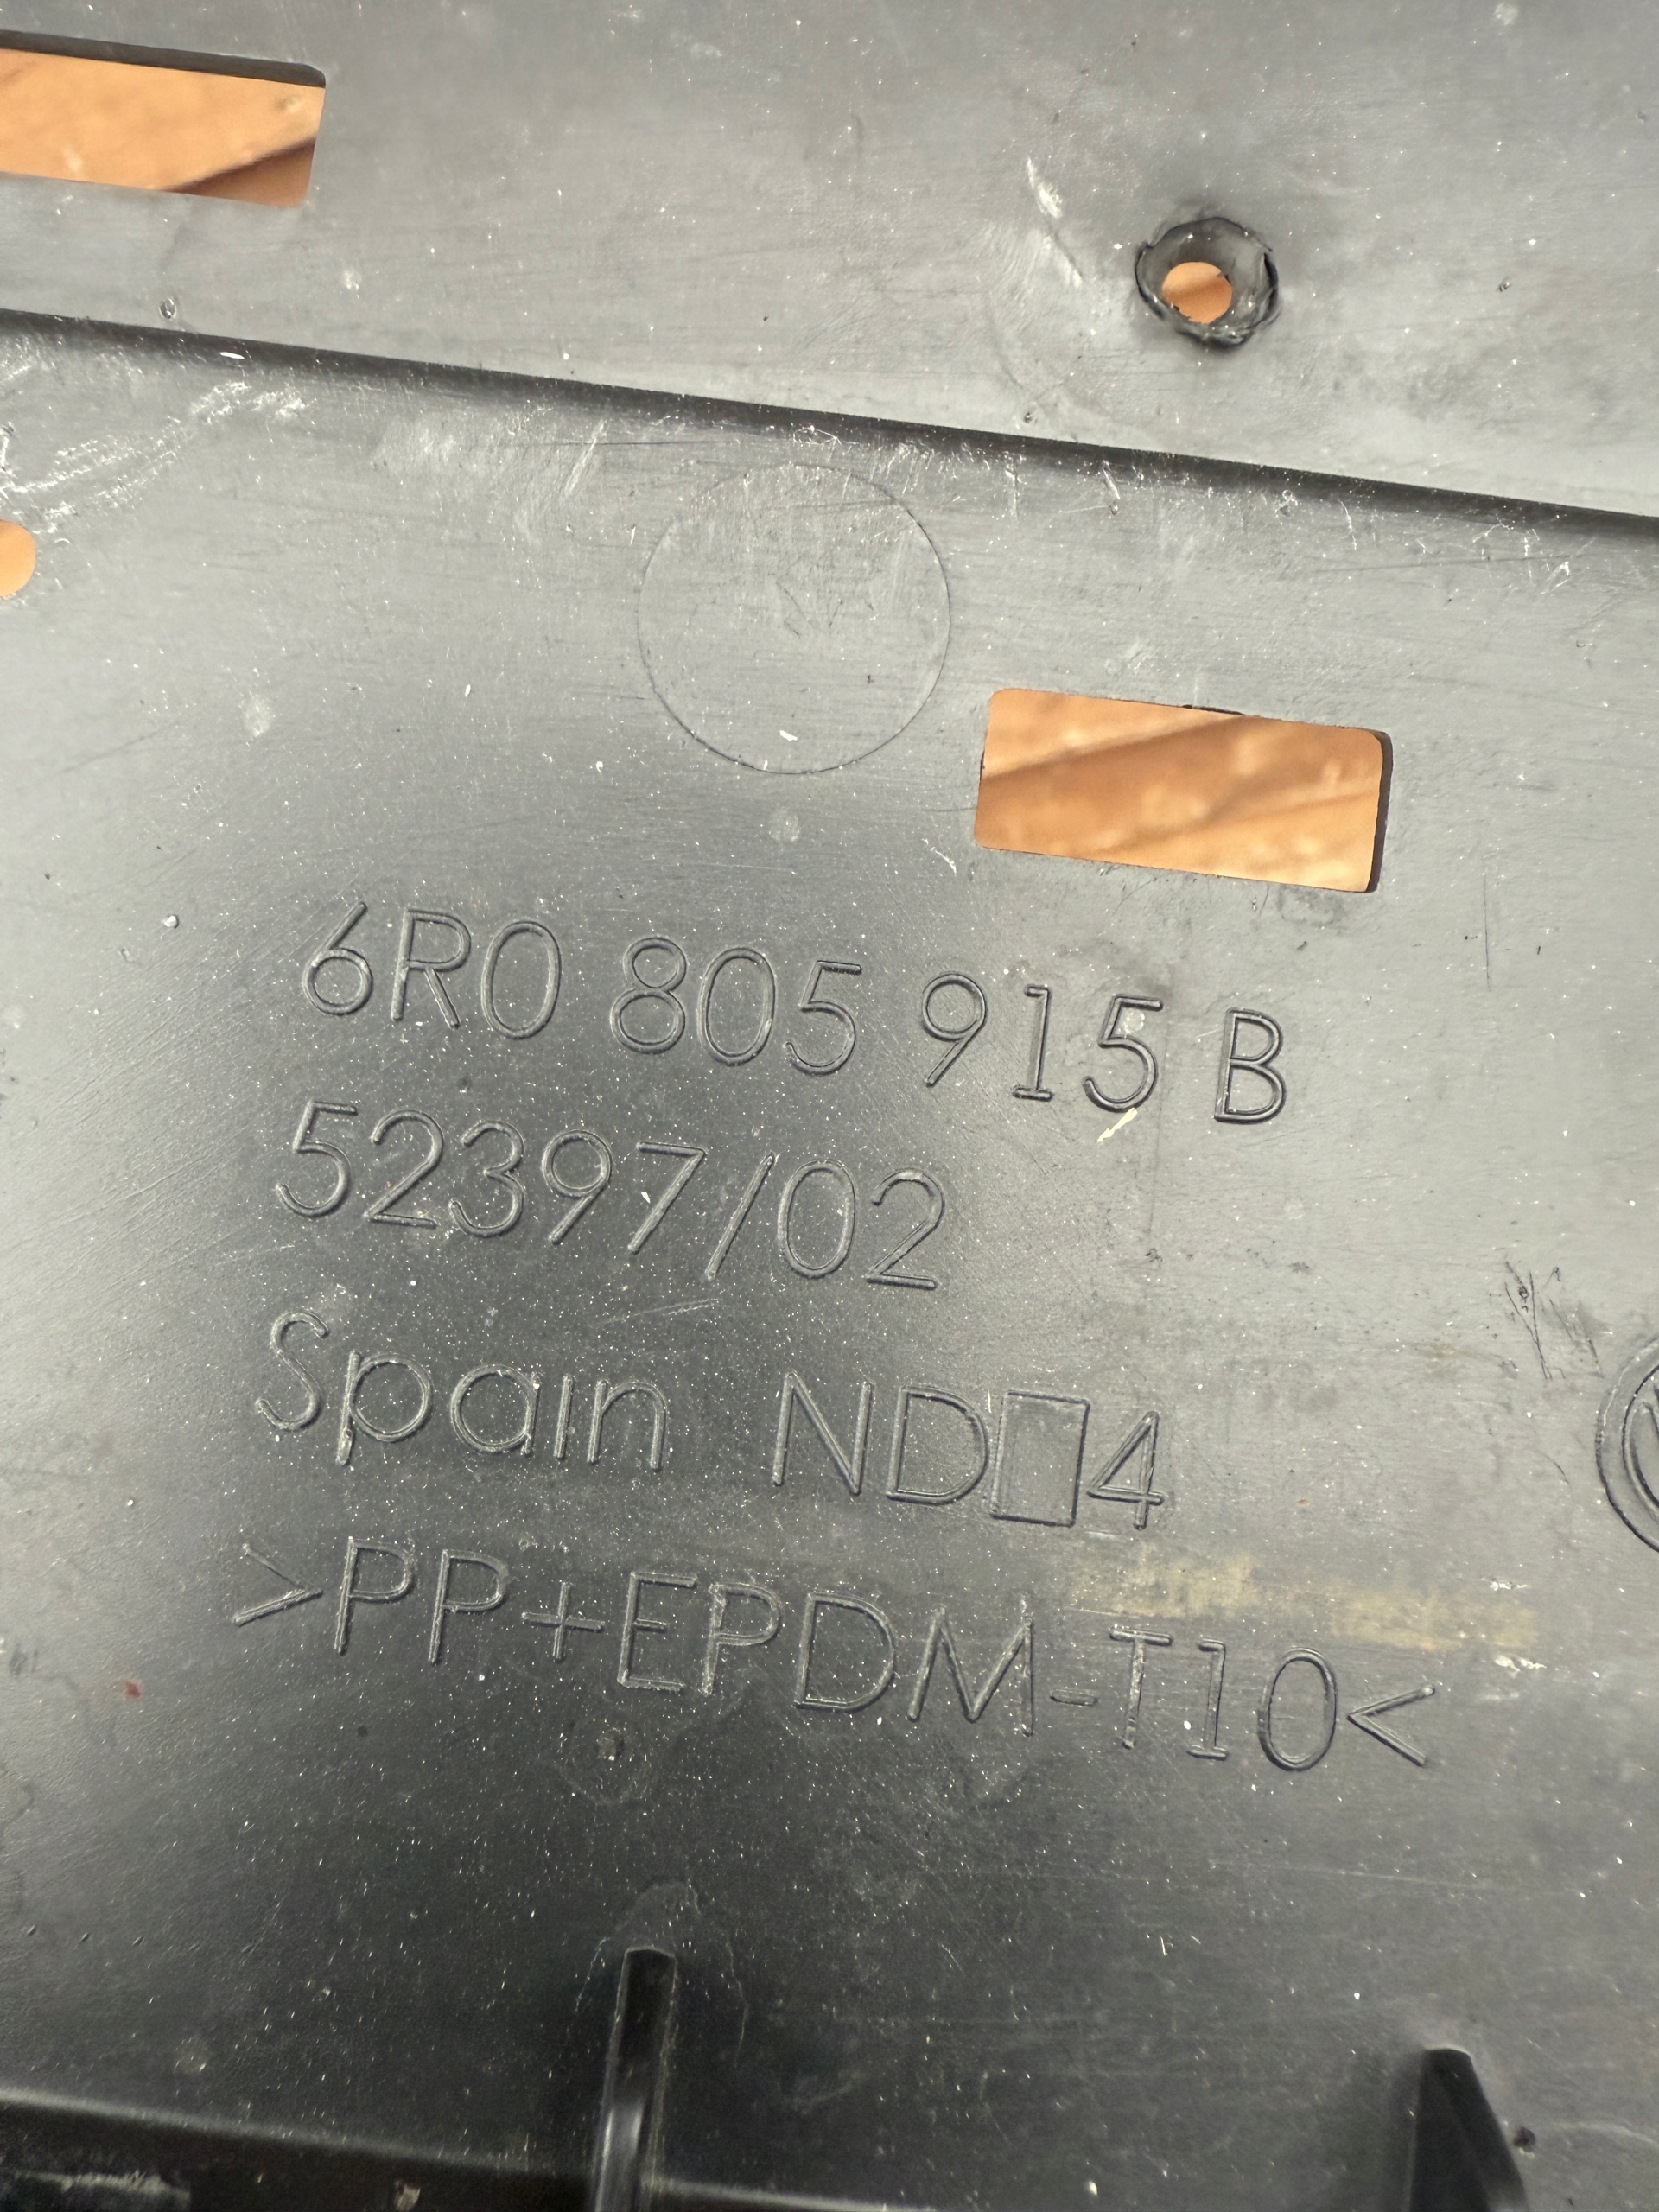 6R0 805 915 B
52397/02
Spain ND□4
>PP+EPDM-T10<